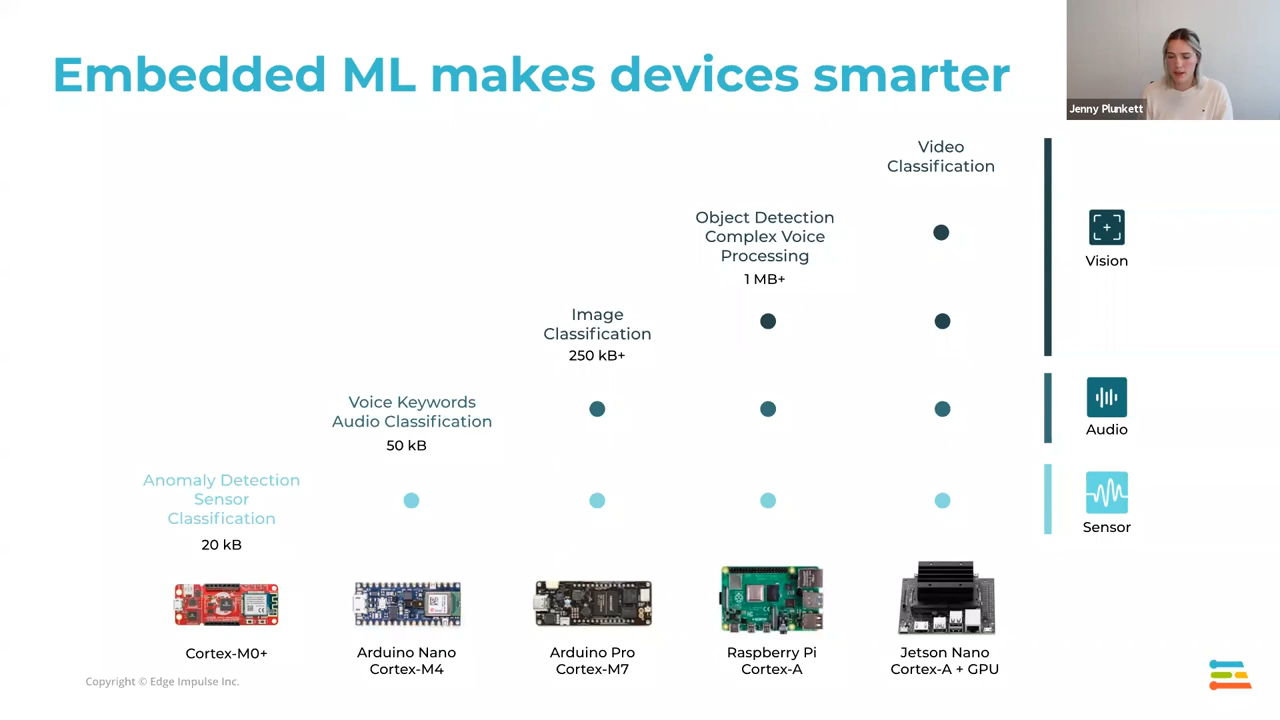 Embedded ML makes devices smarter
Jenny Plunkett
Video
Classification
Object Detection
Complex Voice
Processing
1 MB+
Vision
Image
Classification
250 kB+
Voice Keywords
Audio Classification
50 kB
Audio
Anomaly Detection
Sensor
Classification
20 kB
Sensor
Cortex-M0+
Arduino Nano
Cortex-M4
Arduino Pro
Cortex-M7
Raspberry Pi
Cortex-A
Jetson Nano
Cortex-A + GPU
Copyright © Edge Impulse Inc.